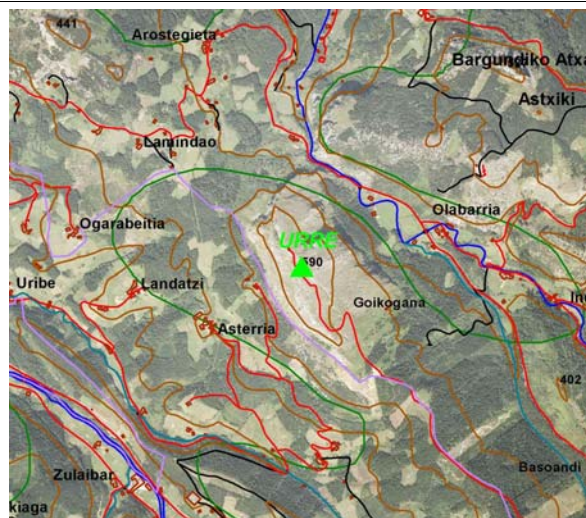 441
Arostegieta
Bargundiko Atxa
Astxiki
Lamindao
Olabarria
Ogarabeitia
URRE
590
Uribe
Landatzi
Goikogana
Asterria
402
Basoandi
Zulaibar
kiaga